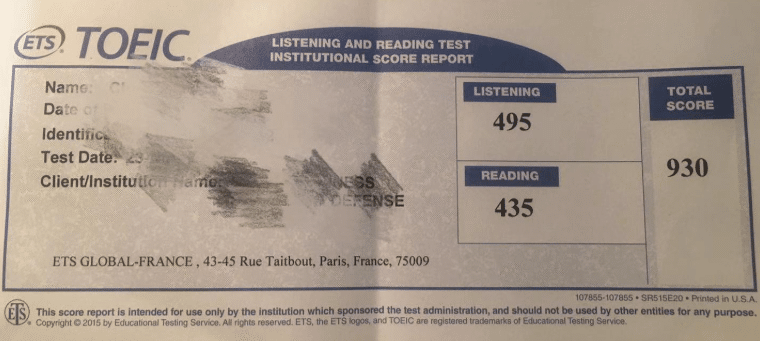 ETS TOEIC
LISTENING AND READING TEST
INSTITUTIONAL SCORE REPORT
Name:
Date of
Test Date: 23-
Client/Institution Name:
DEFENSE
ETS GLOBAL-FRANCE , 43-45 Rue Taitbout, Paris, France, 75009
LISTENING
495
READING
435
TOTAL
SCORE
930
107855-107855 • SR515E20 • Printed in U.S.A.
ETS
This score report is intended for use only by the institution which sponsored the test administration, and should not be used by other entities for any purpose.
Copyright © 2015 by Educational Testing Service. All rights reserved. ETS, the ETS logos, and TOEIC are registered trademarks of Educational Testing Service.